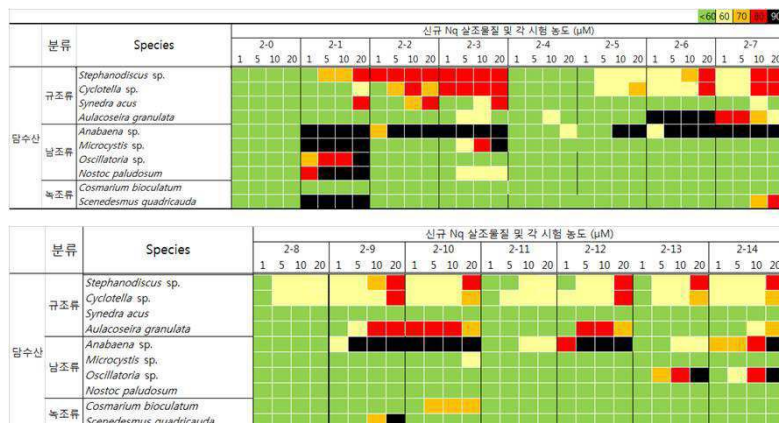 <60 60 70 80 90
신규 Nq 살조물질 및 각 시험 농도 (μM)
분류 Species 2-0 2-1 2-2 2-3 2-4 2-5 2-6 2-7
1 5 10 20 1 5 10 20 1 5 10 20 1 5 10 20 1 5 10 20 1 5 10 20 1 5 10 20 1 5 10 20
담수산
규조류
Stephanodiscus sp.
Cyclotella sp.
Synedra acus
Aulacoseira granulata
남조류
Anabaena sp.
Microcystis sp.
Oscillatoria sp.
Nostoc paludosum
녹조류
Cosmarium bioculatum
Scenedesmus quadricauda
신규 Nq 살조물질 및 각 시험 농도 (μM)
분류 Species 2-8 2-9 2-10 2-11 2-12 2-13 2-14
1 5 10 20 1 5 10 20 1 5 10 20 1 5 10 20 1 5 10 20 1 5 10 20 1 5 10 20
담수산
규조류
Stephanodiscus sp.
Cyclotella sp.
Synedra acus
Aulacoseira granulata
남조류
Anabaena sp.
Microcystis sp.
Oscillatoria sp.
Nostoc paludosum
녹조류
Cosmarium bioculatum
Scenedesmus quadricauda